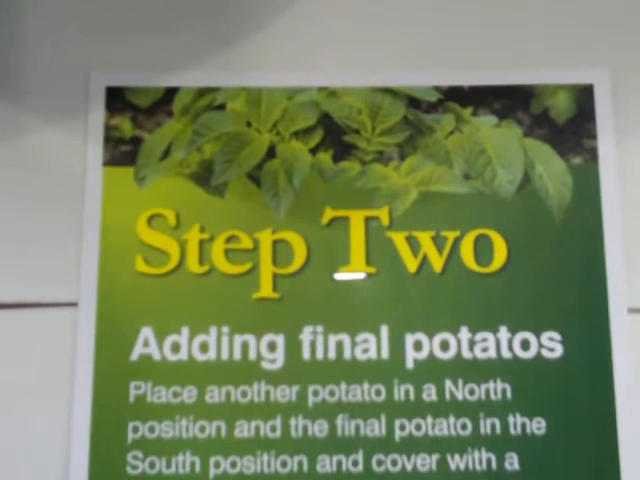 Step Two
Adding final potatos
Place another potato in a North
position and the final potato in the
South position and cover with a